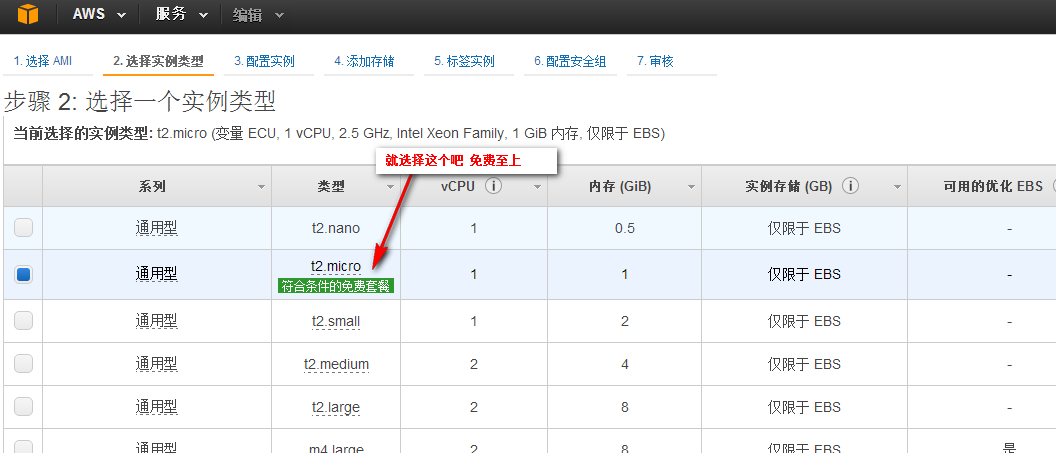 AWS 服务 编辑
1. 选择 AMI 2. 选择实例类型 3. 配置实例 4. 添加存储 5. 标签实例 6. 配置安全组 7. 审核
步骤 2: 选择一个实例类型
当前选择的实例类型: t2.micro (变量 ECU, 1 vCPU, 2.5 GHz, Intel Xeon Family, 1 GiB 内存, 仅限于 EBS)
就选择这个吧 免费至上
系列 类型 vCPU 内存 (GiB) 实例存储 (GB) 可用的优化 EBS
通用型 t2.nano 1 0.5 仅限于 EBS -
通用型 t2.micro 1 1 仅限于 EBS -
符合条件的免费套餐
通用型 t2.small 1 2 仅限于 EBS -
通用型 t2.medium 2 4 仅限于 EBS -
通用型 t2.large 2 8 仅限于 EBS -
通用型 m4.large 2 8 仅限于 EBS 是